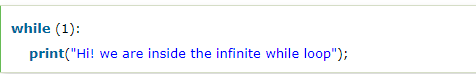 while (1):
print("Hi! we are inside the infinite while loop");